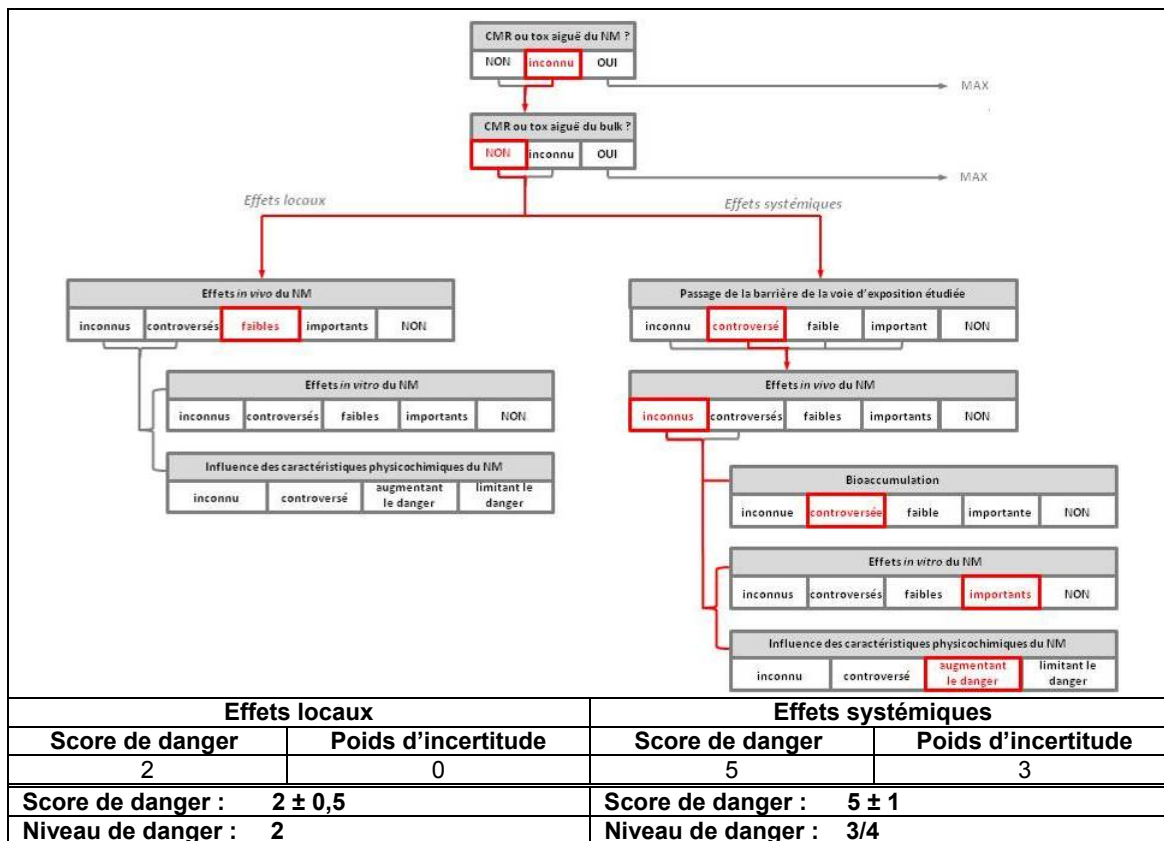 CMR ou tox aiguë du NM ?
NON inconnu OUI
MAX
CMR ou tox aiguë du bulk ?
NON inconnu OUI
MAX
Effets locaux
Effets systémiques
Effets in vivo du NM
inconnus controversés faibles importants NON
Effets in vitro du NM
inconnus controversés faibles importants NON
Influence des caractéristiques physicochimiques du NM
inconnu controversé augmentant le danger limitant le danger
Passage de la barrière de la voie d'exposition étudiée
inconnu controversé faible important NON
Effets in vivo du NM
inconnus controversés faibles importants NON
Bioaccumulation
inconnue controversée faible importante NON
Effets in vitro du NM
inconnus controversés faibles importants NON
Influence des caractéristiques physicochimiques du NM
inconnu controversé augmentant le danger limitant le danger
Effets locaux Effets systémiques
Score de danger Poids d'incertitude Score de danger Poids d'incertitude
2 0 5 3
Score de danger : 2 ± 0,5 Score de danger : 5 ± 1
Niveau de danger : 2 Niveau de danger : 3/4